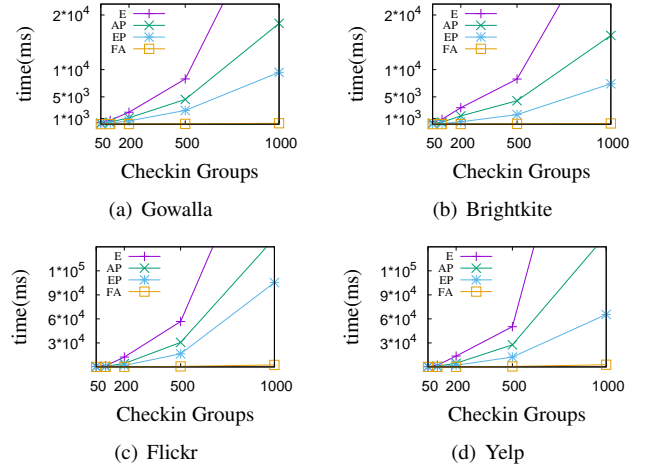 2*10^4
1*10^4
5*10^3
1*10^3
time(ms)
E
AP
EP
FA
50 200 500 1000
Checkin Groups
(a) Gowalla
2*10^4
1*10^4
5*10^3
1*10^3
time(ms)
E
AP
EP
FA
50 200 500 1000
Checkin Groups
(b) Brightkite
1*10^5
9*10^4
6*10^4
3*10^4
time(ms)
E
AP
EP
FA
50 200 500 1000
Checkin Groups
(c) Flickr
1*10^5
9*10^4
6*10^4
3*10^4
time(ms)
E
AP
EP
FA
50 200 500 1000
Checkin Groups
(d) Yelp